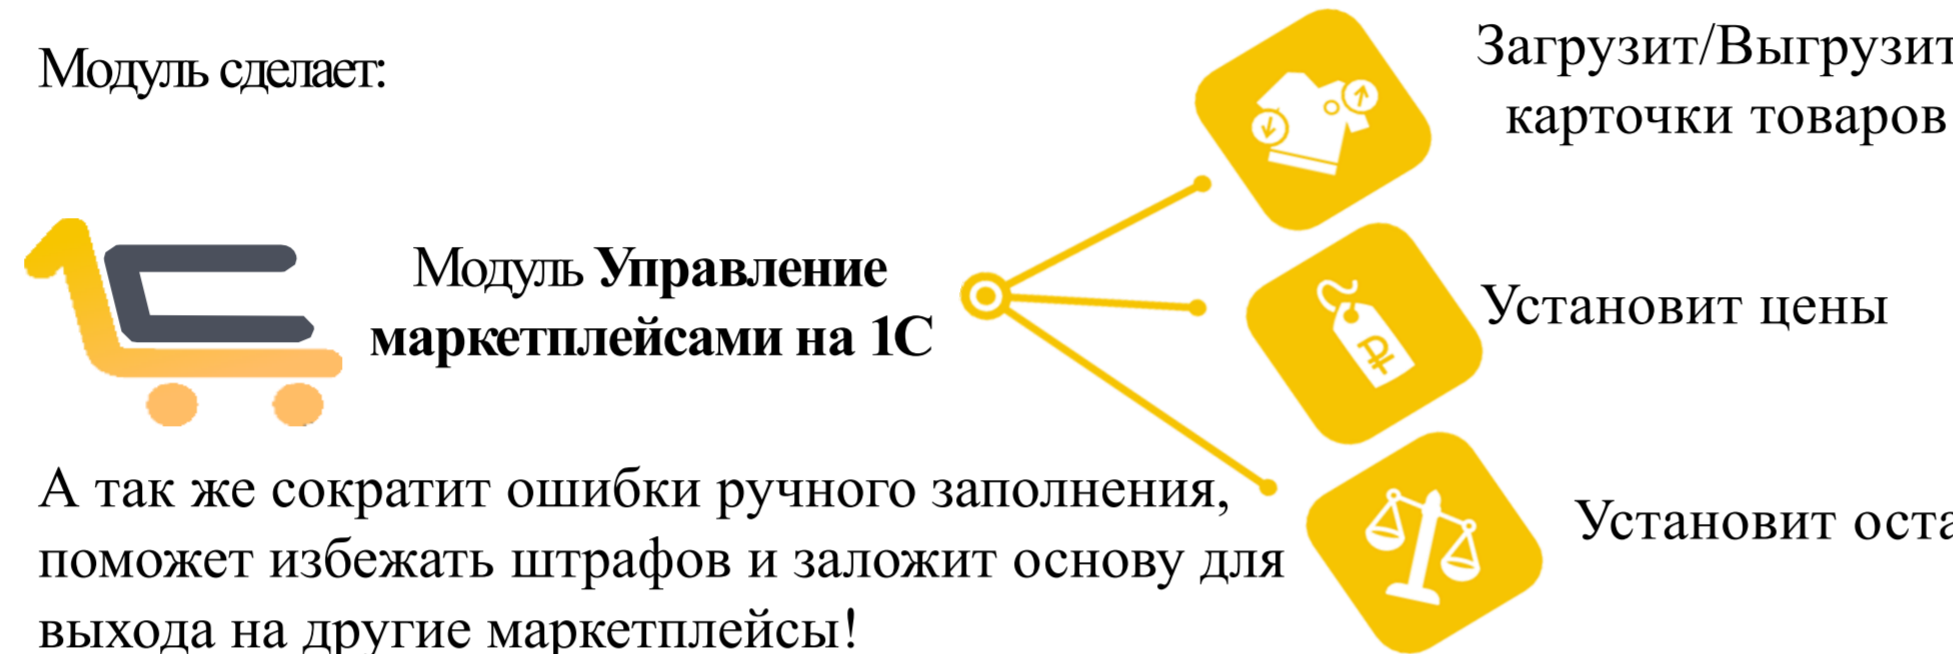 Модуль сделает:
Загрузит/Выгрузит
карточки товаров
Модуль Управление
маркетплейсами на 1С
Установит цены
А так же сократит ошибки ручного заполнения,
поможет избежать штрафов и заложит основу для
выхода на другие маркетплейсы!
Установит